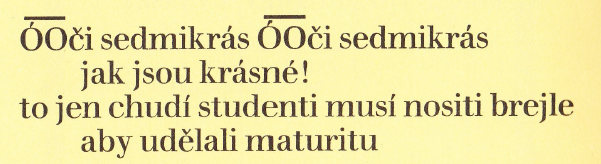 ÓOči sedmikrás ÓOči sedmikrás
jak jsou krásné!
to jen chudí studenti musí nositi brejle
aby udělali maturitu